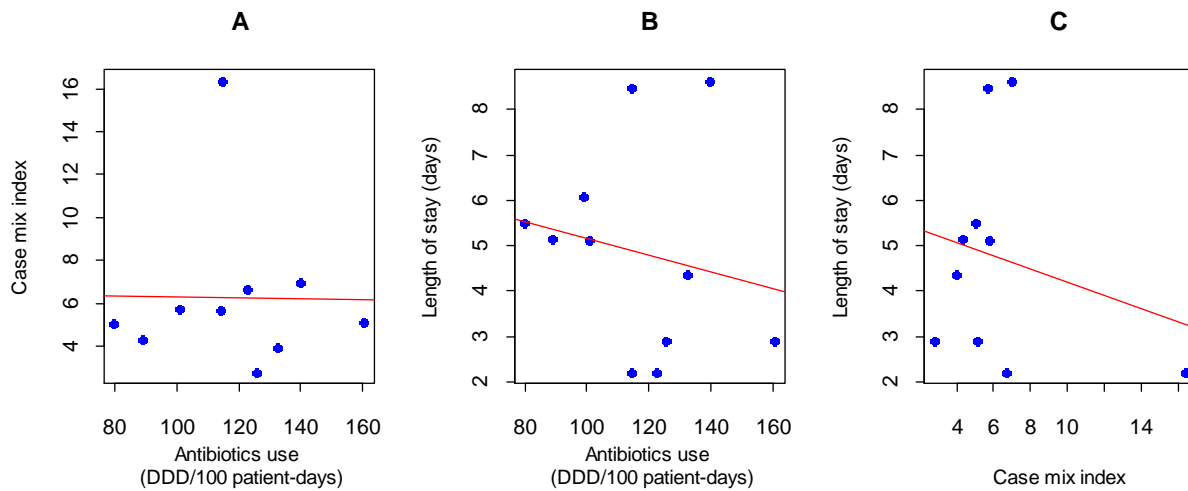 A
B
C
Case mix index
16
14
12
10
8
6
4
80 100 120 140 160
Antibiotics use
(DDD/100 patient-days)
Length of stay (days)
8
7
6
5
4
3
2
80 100 120 140 160
Antibiotics use
(DDD/100 patient-days)
Length of stay (days)
8
7
6
5
4
3
2
4 6 8 10 14
Case mix index